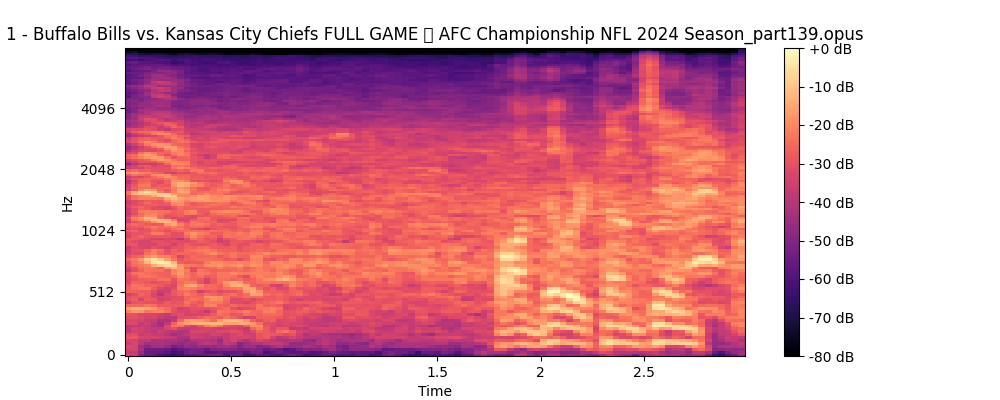 1 - Buffalo Bills vs. Kansas City Chiefs FULL GAME ▯ AFC Championship NFL 2024 Season_part139.opus
+0 dB
-10 dB
4096
-20 dB
2048
-30 dB
Hz
-40 dB
1024
-50 dB
512
-60 dB
-70 dB
0
-80 dB
0
0.5
1
1.5
2
2.5
Time